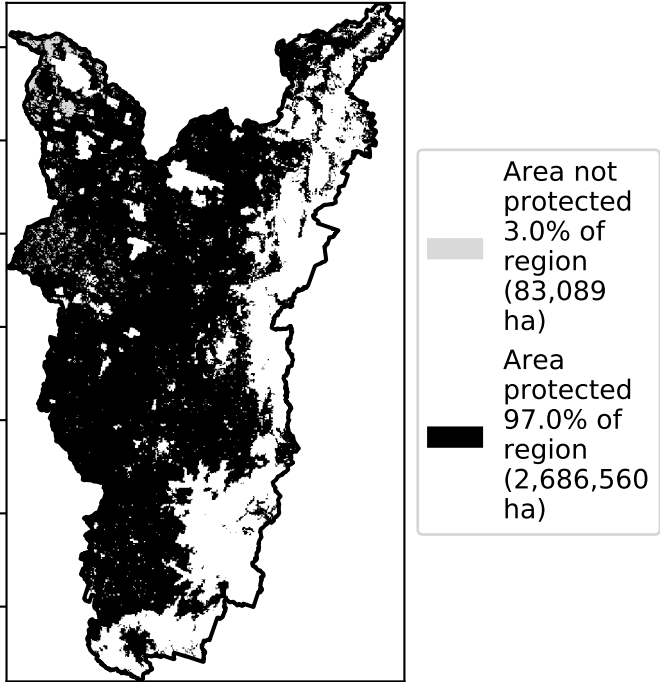 Area not
protected
3.0% of
region
(83,089
ha)
Area
protected
97.0% of
region
(2,686,560
ha)